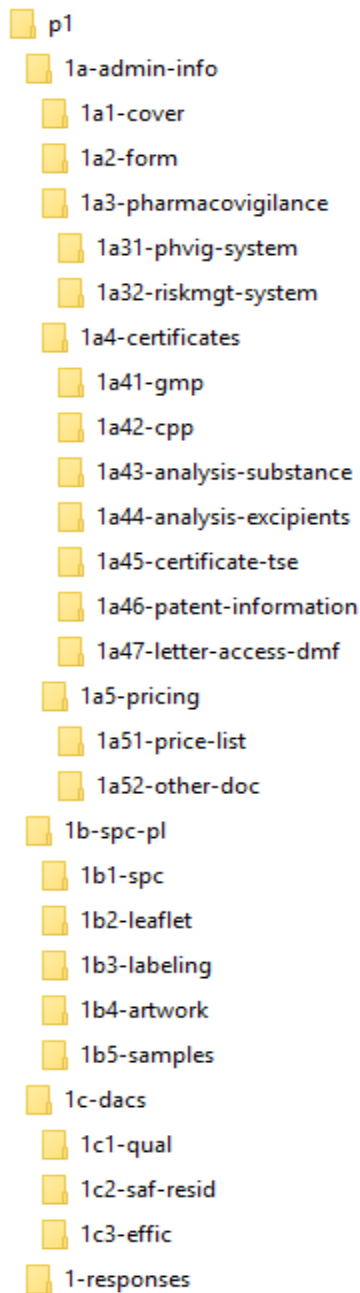 p1
1a-admin-info
1a1-cover
1a2-form
1a3-pharmacovigilance
1a31-phvig-system
1a32-riskmgt-system
1a4-certificates
1a41-gmp
1a42-cpp
1a43-analysis-substance
1a44-analysis-excipients
1a45-certificate-tse
1a46-patent-information
1a47-letter-access-dmf
1a5-pricing
1a51-price-list
1a52-other-doc
1b-spc-pl
1b1-spc
1b2-leaflet
1b3-labeling
1b4-artwork
1b5-samples
1c-dacs
1c1-qual
1c2-saf-resid
1c3-effic
1-responses